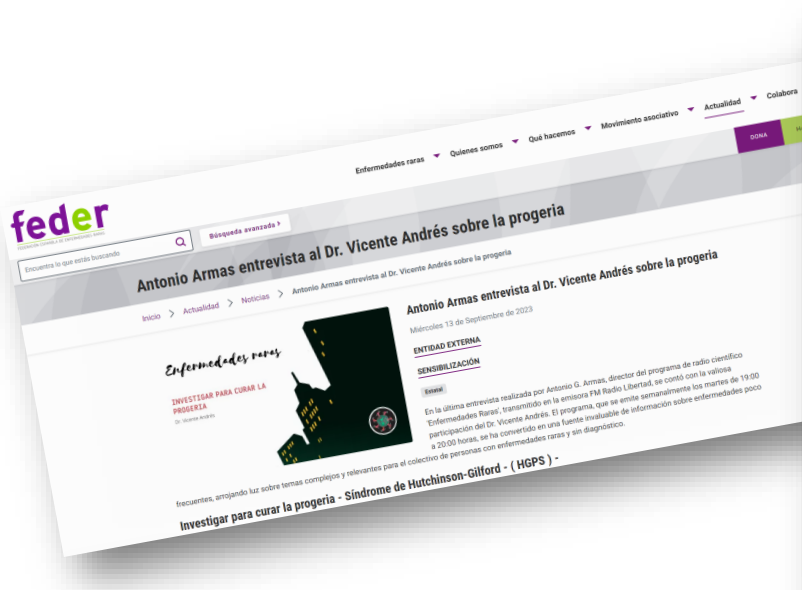 Enfermedades raras
Quienes somos
Qué hacemos
Movimiento asociativo
Actualidad
Colabora
DONA
feder
FEDERACIÓN ESPAÑOLA DE ENFERMEDADES RARAS
Encuentra lo que estás buscando
Búsqueda avanzada >
Antonio Armas entrevista al Dr. Vicente Andrés sobre la progeria
Inicio > Actualidad > Noticias > Antonio Armas entrevista al Dr. Vicente Andrés sobre la progeria
Enfermedades raras
INVESTIGAR PARA CURAR LA
PROGERIA
Dr. Vicente Andrés
Antonio Armas entrevista al Dr. Vicente Andrés sobre la progeria
Miércoles 13 de Septiembre de 2023
ENTIDAD EXTERNA
SENSIBILIZACIÓN
Estatal
En la última entrevista realizada por Antonio G. Armas, director del programa de radio científico
'Enfermedades Raras', transmitido en la emisora FM Radio Libertad, se contó con la valiosa
participación del Dr. Vicente Andrés. El programa, que se emite semanalmente los martes de 19:00
a 20:00 horas, se ha convertido en una fuente invaluable de información sobre enfermedades poco
frecuentes, arrojando luz sobre temas complejos y relevantes para el colectivo de personas con enfermedades raras y sin diagnóstico.
Investigar para curar la progeria - Síndrome de Hutchinson-Gilford - ( HGPS ) -